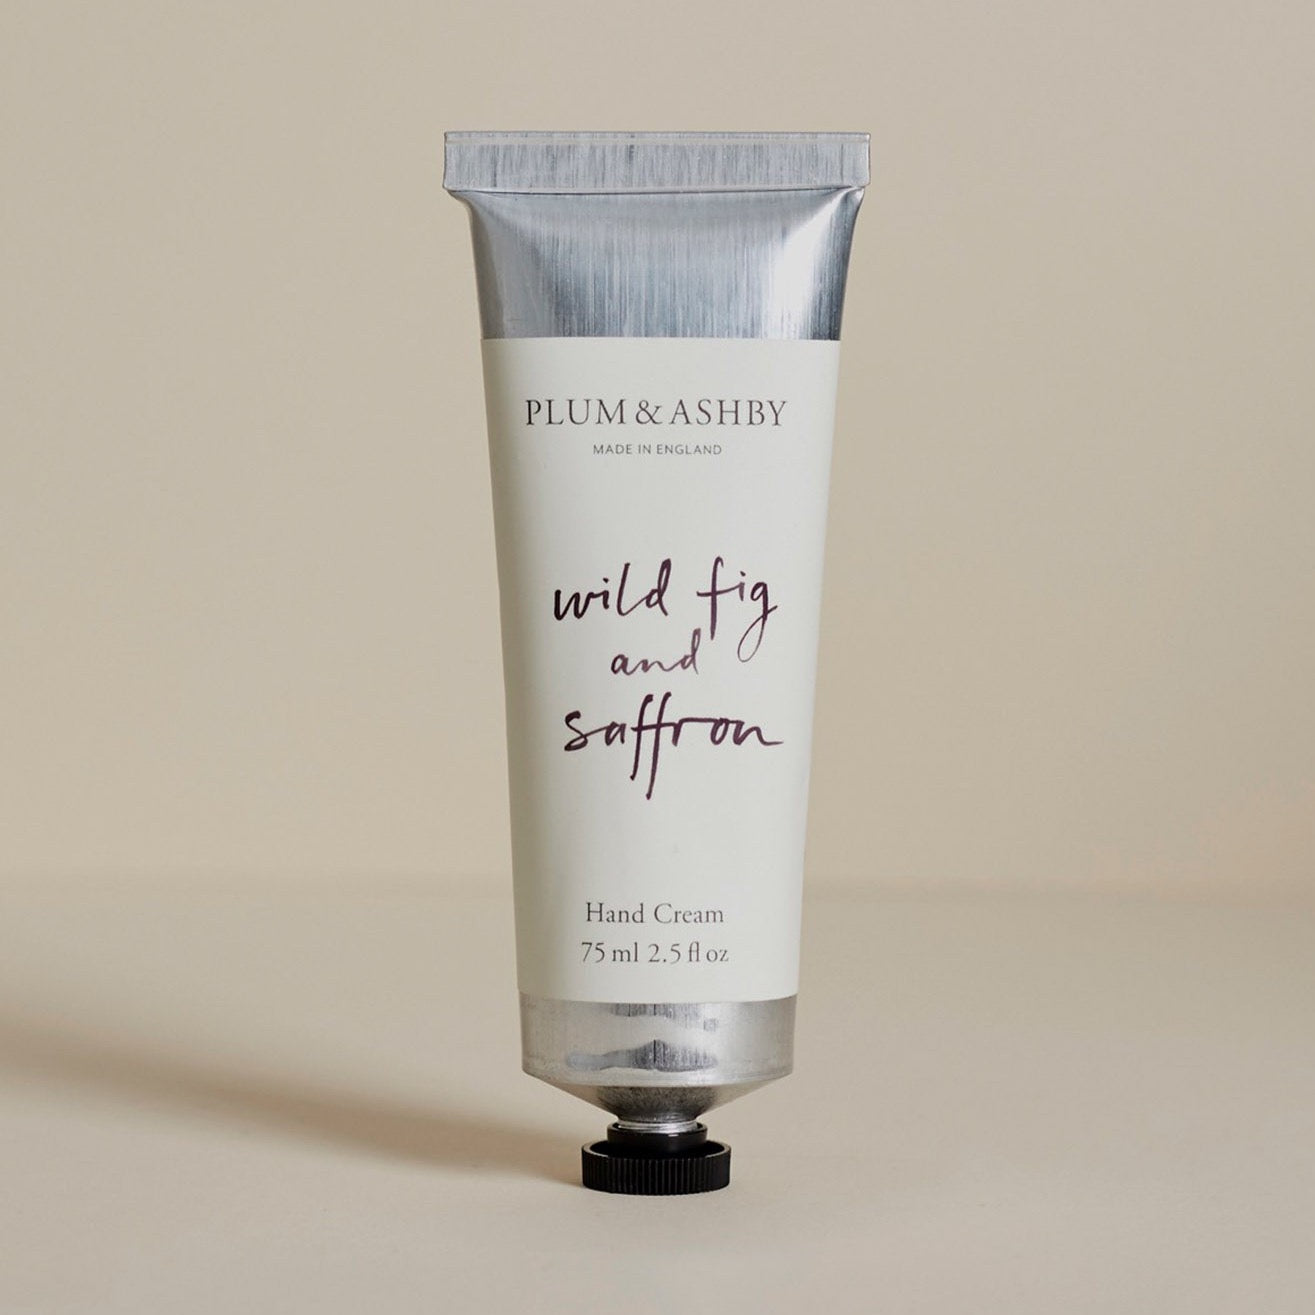 PLUM & ASHBY
MADE IN ENGLAND
wild fig
and
saffron
Hand Cream
75 ml 2.5 fl oz